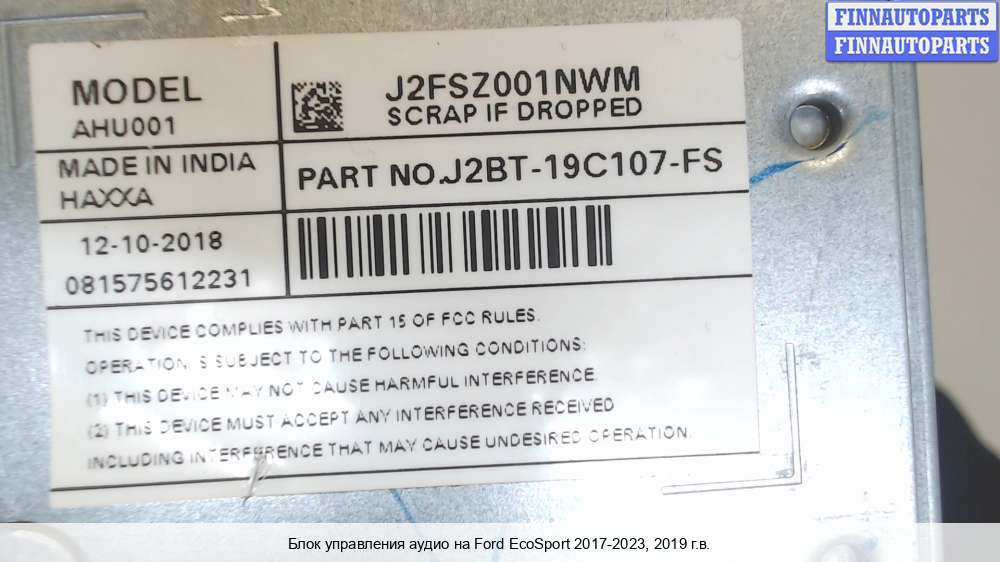 FINNAUTOPARTS
FINNAUTOPARTS
MODEL
AHU001
J2FSZ001NWM
SCRAP IF DROPPED
MADE IN INDIA
HAXXA
PART NO.J2BT-19C107-FS
12-10-2018
081575612231
THIS DEVICE COMPLIES WITH PART 15 OF FCC RULES.
OPERATION IS SUBJECT TO THE FOLLOWING CONDITIONS:
(1) THIS DEVICE MAY NOT CAUSE HARMFUL INTERFERENCE
(2) THIS DEVICE MUST ACCEPT ANY INTERFERENCE RECEIVED
INCLUDING INTERFERENCE THAT MAY CAUSE UNDESIRED OPERATION.
Блок управления аудио на Ford EcoSport 2017-2023, 2019 г.в.